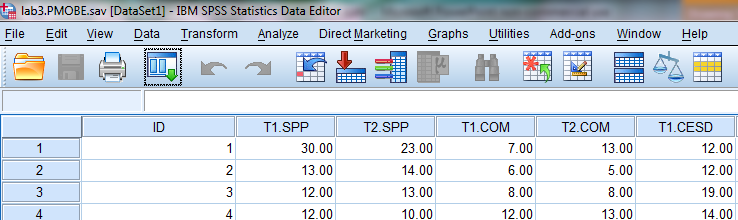 lab3.PMOBE.sav [DataSet1] - IBM SPSS Statistics Data Editor
File Edit View Data Transform Analyze Direct Marketing Graphs Utilities Add-ons Window Help
ID T1.SPP T2.SPP T1.COM T2.COM T1.CESD
1 1 30.00 23.00 7.00 13.00 12.00
2 2 13.00 14.00 6.00 5.00 12.00
3 3 12.00 13.00 8.00 8.00 19.00
4 4 12.00 10.00 12.00 13.00 14.00